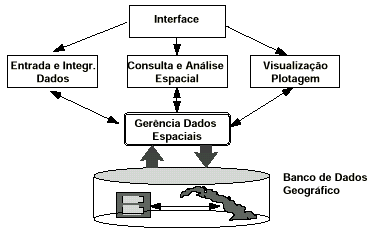 Interface
Entrada e Integr.
Dados
Consulta e Análise
Espacial
Visualização
Plotagem
Gerência Dados
Espaciais
Banco de Dados
Geográfico